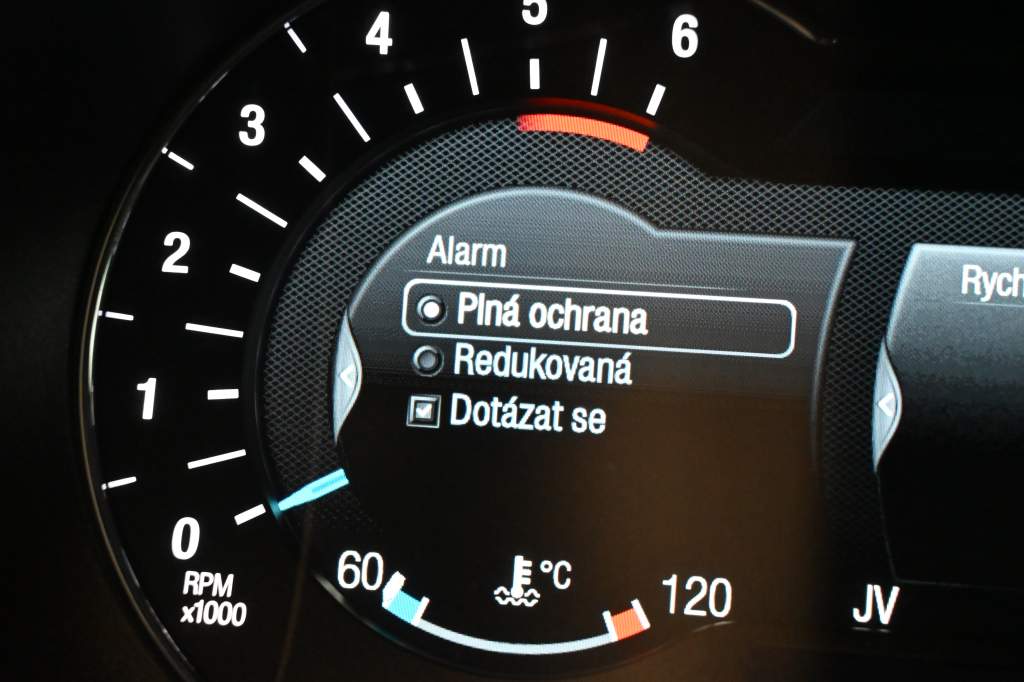 5
4
6
3
2
1
0
RPM
x1000
Alarm
Plná ochrana
Redukovaná
Dotázat se
60
°C
120
JV
Rych